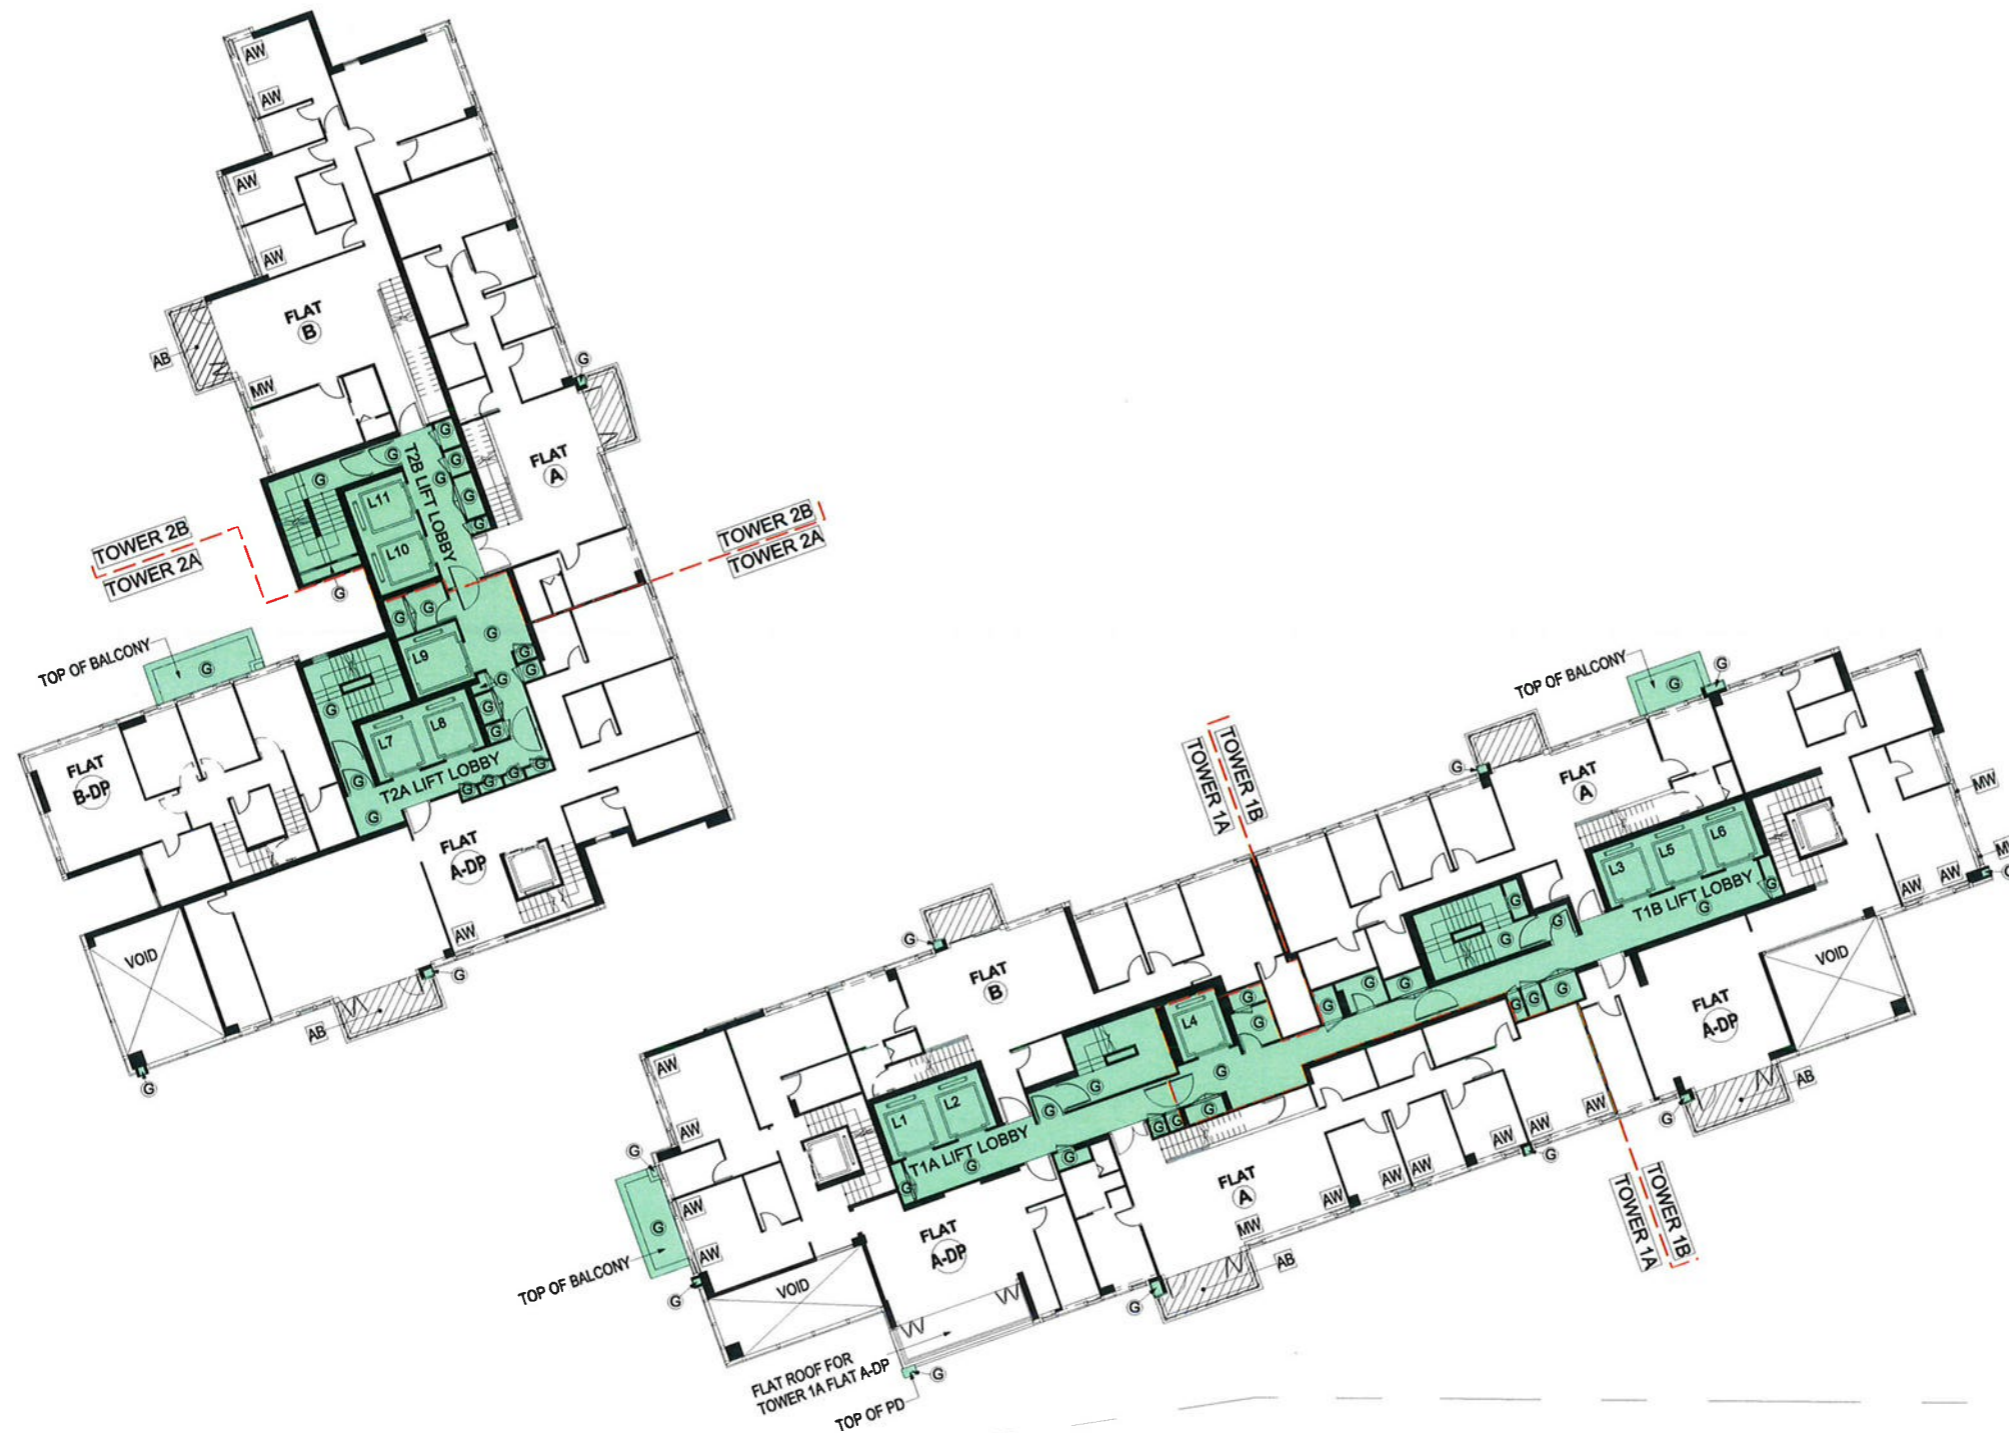 AW
AW
AW
AW
FLAT
B
AB
MW
G
FLAT
A
G
G
G
G
G
G
G
T2B LIFT LOBBY
L11
L10
TOWER 2B
TOWER 2A
TOWER 2B
TOWER 2A
G
G
G
G
L9
G
G
G
G
G
TOP OF BALCONY
G
G
L7
L8
T2A LIFT LOBBY
G
G
G
G
G
G
FLAT
B-DP
FLAT
A-DP
AW
VOID
G
AB
G
TOP OF BALCONY
G
G
TOWER 1B
TOWER 1A
G
FLAT
A
L3
L5
L6
T1B LIFT LOBBY
G
G
MW
AW
AW
G
G
G
G
G
G
G
G
G
G
FLAT
A-DP
VOID
AB
G
G
FLAT
B
L4
G
G
G
G
G
L1
L2
T1A LIFT LOBBY
G
G
G
G
G
G
AW
AW
AW
AW
G
G
TOP OF BALCONY
G
FLAT
A-DP
VOID
FLAT
A
MW
AW
AW
AW
AW
AW
AW
G
TOWER 1B
TOWER 1A
AB
G
FLAT ROOF FOR
TOWER 1A FLAT A-DP
G
TOP OF PD